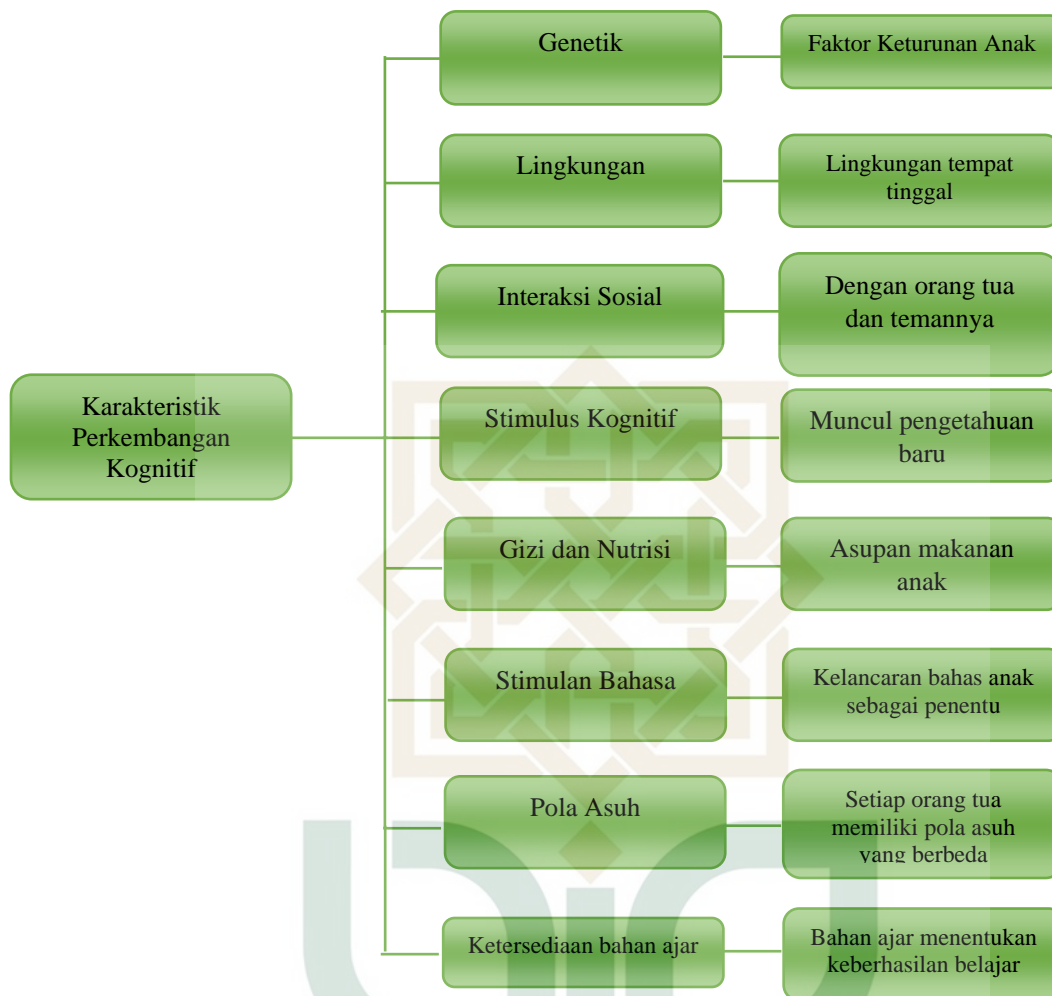 Genetik
Faktor Keturunan Anak
Lingkungan
Lingkungan tempat
tinggal
Interaksi Sosial
Dengan orang tua
dan temannya
Karakteristik
Perkembangan
Kognitif
Stimulus Kognitif
Muncul pengetahuan
baru
Gizi dan Nutrisi
Asupan makanan
anak
Stimulan Bahasa
Kelancaran bahas anak
sebagai penentu
Pola Asuh
Setiap orang tua
memiliki pola asuh
yang berbeda
Ketersediaan bahan ajar
Bahan ajar menentukan
keberhasilan belajar